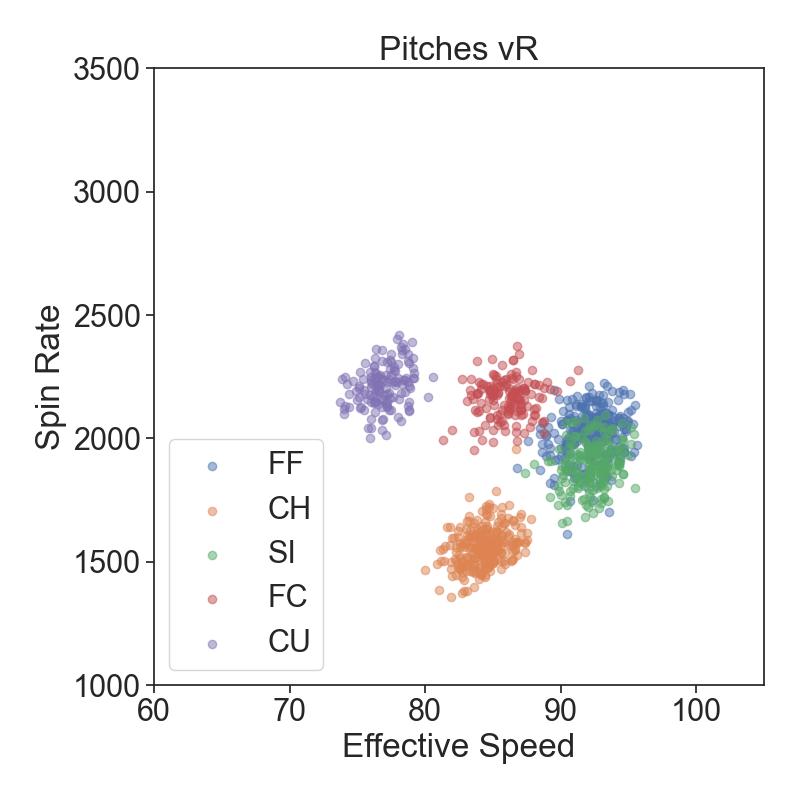 Pitches vR
3500
3000
2500
2000
1500
1000
Spin Rate
FF
CH
SI
FC
CU
60 70 80 90 100
Effective Speed